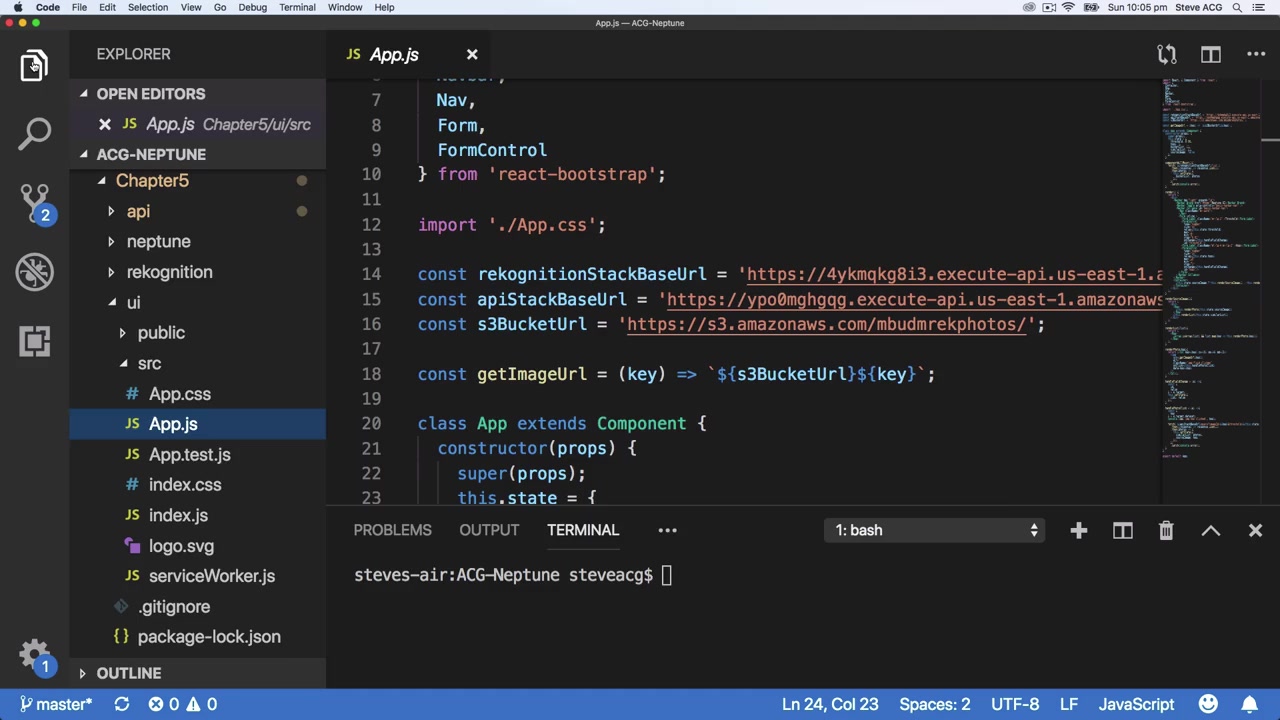 Code File Edit Selection View Go Debug Terminal Window Help Sun 10:05 pm Steve ACG
App.js — ACG-Neptune
EXPLORER
JS App.js
OPEN EDITORS
JS App.js Chapter5/ui/src
ACG-NEPTUNE
Chapter5
api
neptune
rekognition
ui
public
src
# App.css
JS App.js
JS App.test.js
# index.css
JS index.js
logo.svg
JS serviceWorker.js
.gitignore
{} package-lock.json
OUTLINE
2
1
7 Nav,
8 Form,
9 FormControl
10 } from 'react-bootstrap';
11
12 import './App.css';
13
14 const rekognitionStackBaseUrl = 'https://4ykmqkg8i3.execute-api.us-east-1.a
15 const apiStackBaseUrl = 'https://ypo0mghgqg.execute-api.us-east-1.amazonaws
16 const s3BucketUrl = 'https://s3.amazonaws.com/mbudmrekphotos/';
17
18 const getImageUrl = (key) => `${s3BucketUrl}${key}`;
19
20 class App extends Component {
21 constructor(props) {
22 super(props);
23 this.state = {
PROBLEMS OUTPUT TERMINAL ••• 1: bash
steves-air:ACG-Neptune steveacg$
master* 0 0 Ln 24, Col 23 Spaces: 2 UTF-8 LF JavaScript